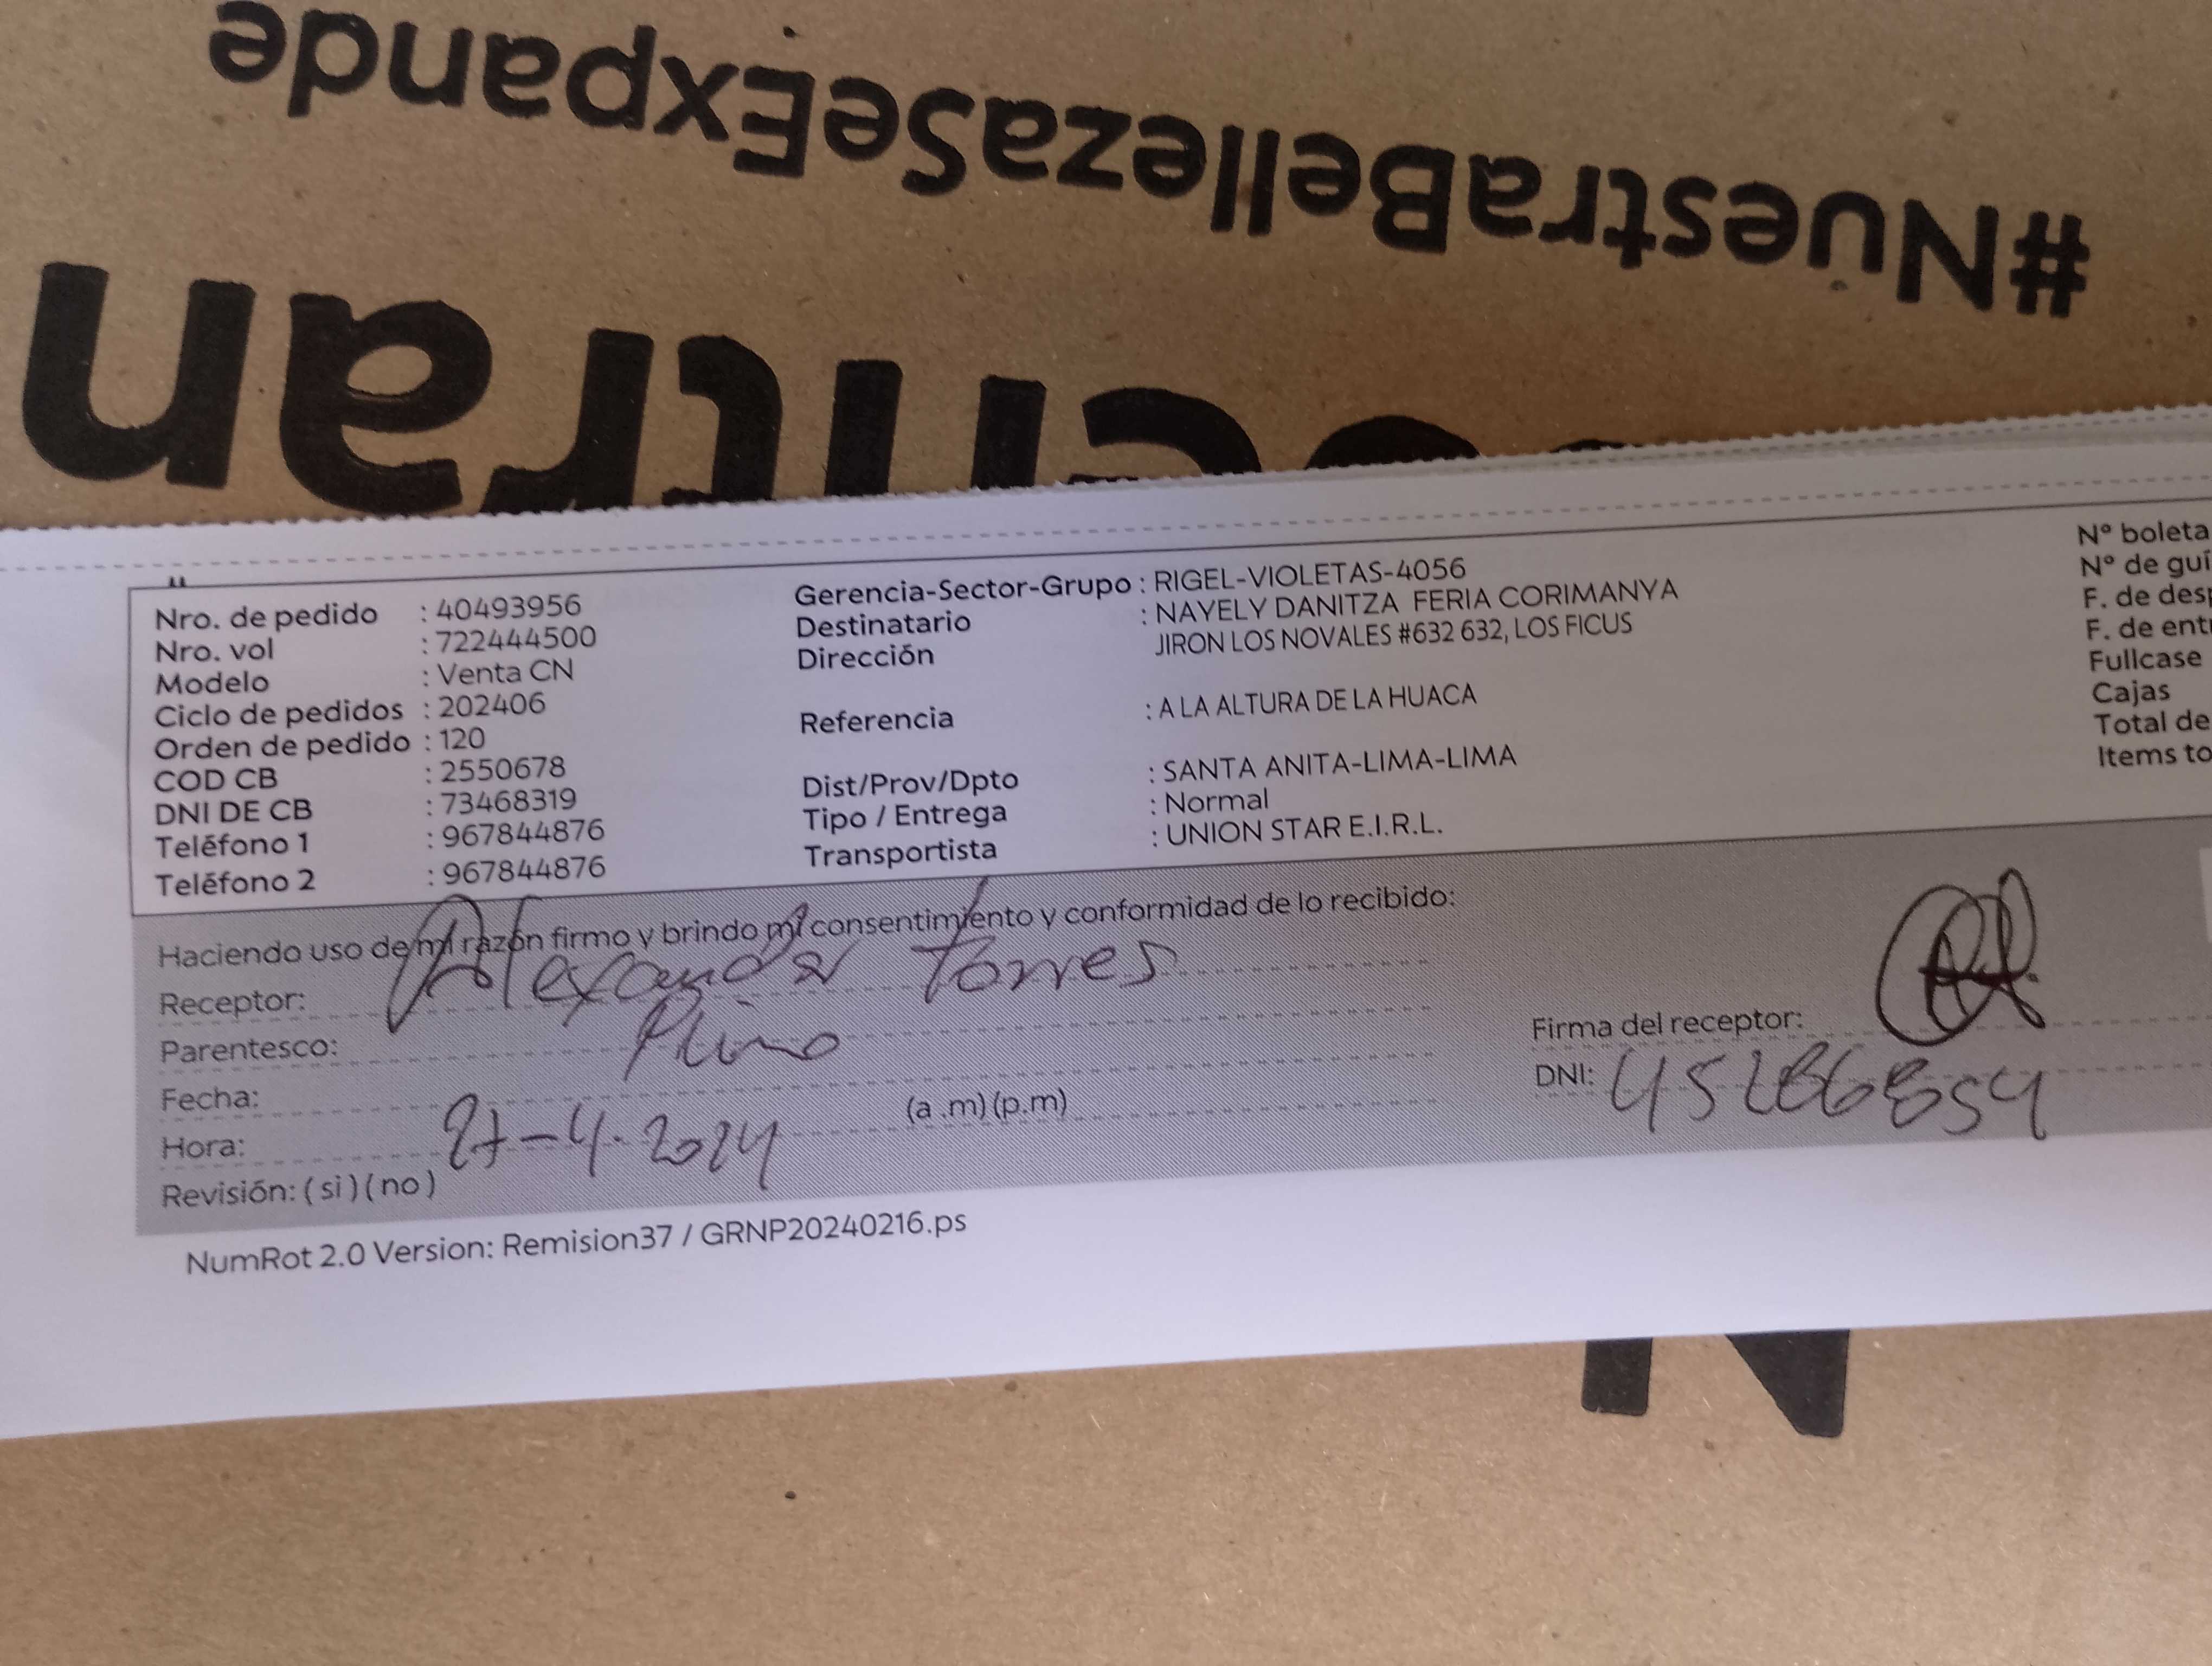 #NuestraBellezaSeExpande
Nro. de pedido : 40493956
Nro. vol : 722444500
Modelo : Venta CN
Ciclo de pedidos : 202406
Orden de pedido : 120
COD CB : 2550678
DNI DE CB : 73468319
Teléfono 1 : 967844876
Teléfono 2 : 967844876
Gerencia-Sector-Grupo : RIGEL-VIOLETAS-4056
Destinatario : NAYELY DANITZA FERIA CORIMANYA
Dirección JIRON LOS NOVALES #632 632, LOS FICUS
Referencia : A LA ALTURA DE LA HUACA
Dist/Prov/Dpto : SANTA ANITA-LIMA-LIMA
Tipo / Entrega : Normal
Transportista : UNION STAR E.I.R.L.
N° boleta
N° de guí
F. de desp
F. de entr
Fullcase
Cajas
Total de
Items to
Haciendo uso de mi razón firmo y brindo mi consentimiento y conformidad de lo recibido:
Receptor: Alexander Torres
Parentesco:
Fecha:
Hora: 27-4-2024 (a .m) (p.m)
Revisión: ( si ) ( no )
Firma del receptor:
DNI:
NumRot 2.0 Version: Remision37 / GRNP20240216.ps